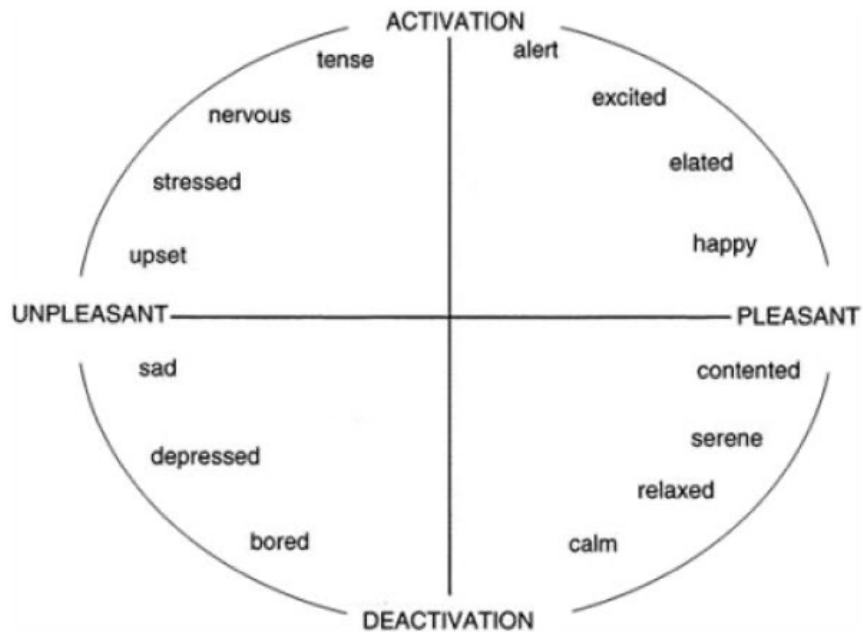 ACTIVATION
tense
alert
nervous
excited
stressed
elated
upset
happy
UNPLEASANT
PLEASANT
sad
contented
depressed
serene
relaxed
bored
calm
DEACTIVATION